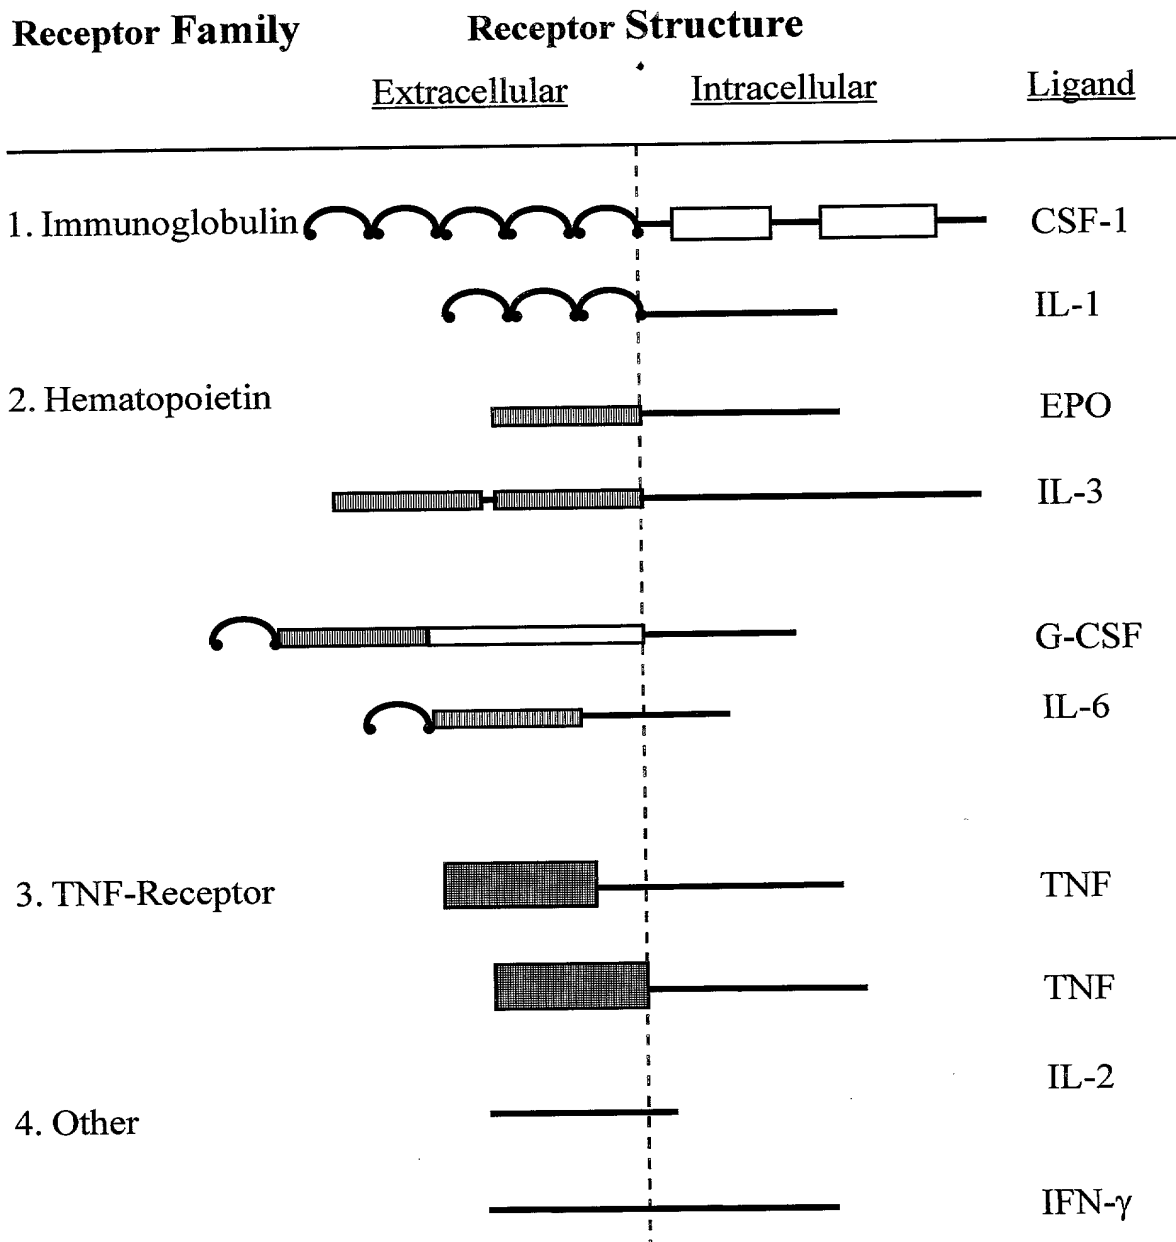 Receptor Family Receptor Structure
Extracellular Intracellular Ligand
1. Immunoglobulin CSF-1
IL-1
2. Hematopoietin EPO
IL-3
G-CSF
IL-6
3. TNF-Receptor TNF
TNF
IL-2
4. Other
IFN-γ